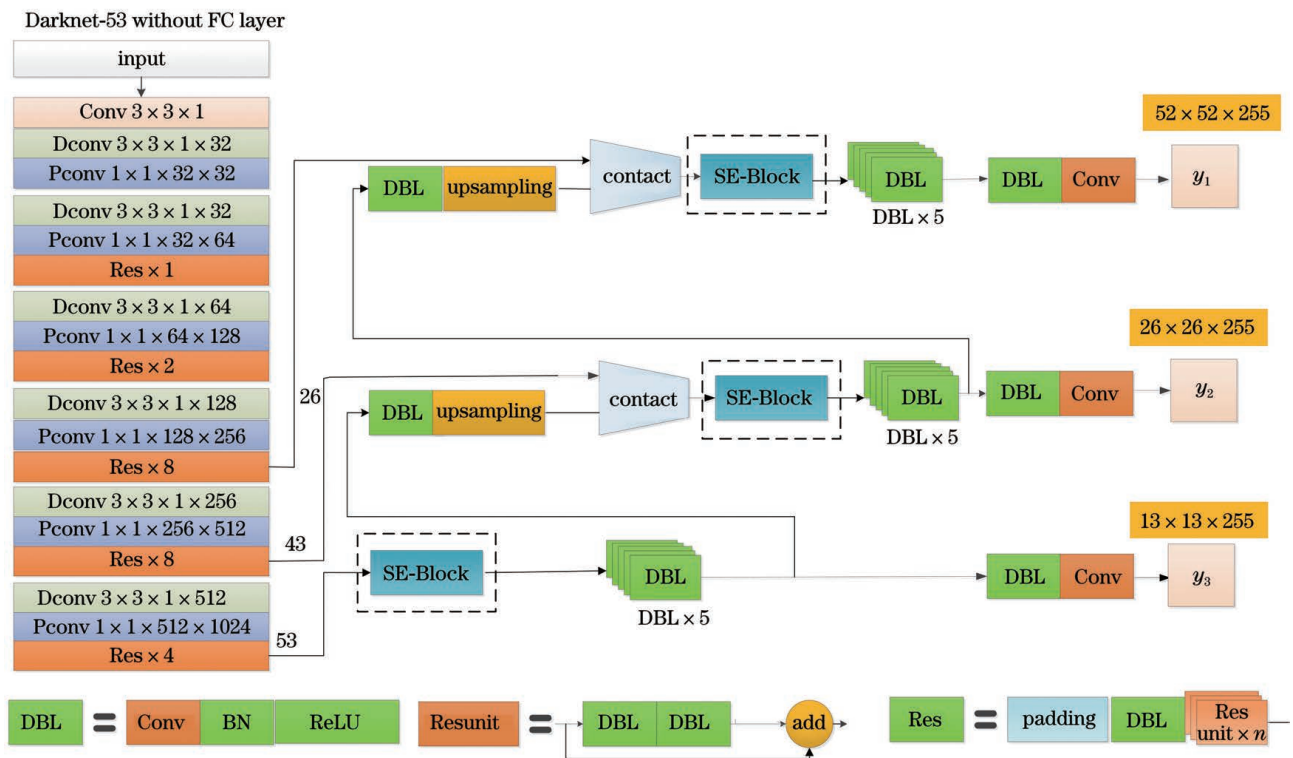 Darknet-53 without FC layer
input
Conv 3 × 3 × 1
Dconv 3 × 3 × 1 × 32
Pconv 1 × 1 × 32 × 32
Dconv 3 × 3 × 1 × 32
Pconv 1 × 1 × 32 × 64
Res × 1
Dconv 3 × 3 × 1 × 64
Pconv 1 × 1 × 64 × 128
Res × 2
Dconv 3 × 3 × 1 × 128
Pconv 1 × 1 × 128 × 256
Res × 8
Dconv 3 × 3 × 1 × 256
Pconv 1 × 1 × 256 × 512
Res × 8
Dconv 3 × 3 × 1 × 512
Pconv 1 × 1 × 512 × 1024
Res × 4
26
43
53
DBL upsampling
contact
SE-Block
DBL
DBL × 5
DBL Conv
52 × 52 × 255
y1
DBL upsampling
contact
SE-Block
DBL
DBL × 5
DBL Conv
26 × 26 × 255
y2
SE-Block
DBL
DBL × 5
DBL Conv
13 × 13 × 255
y3
DBL = Conv BN ReLU
Resunit = DBL DBL add
Res = padding DBL Res
unit × n